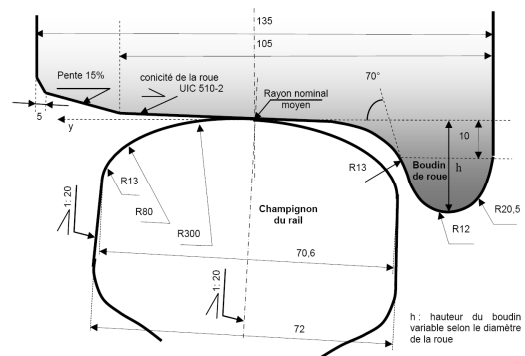 135
105
Pente 15%
conicité de la roue
UIC 510-2
Rayon nominal
moyen
70°
5
y
10
h
R13
Boudin
de roue
R20,5
R12
R13
R80
R300
Champignon
du rail
1: 20
70,6
1: 20
72
h : hauteur du boudin
variable selon le diamètre
de la roue